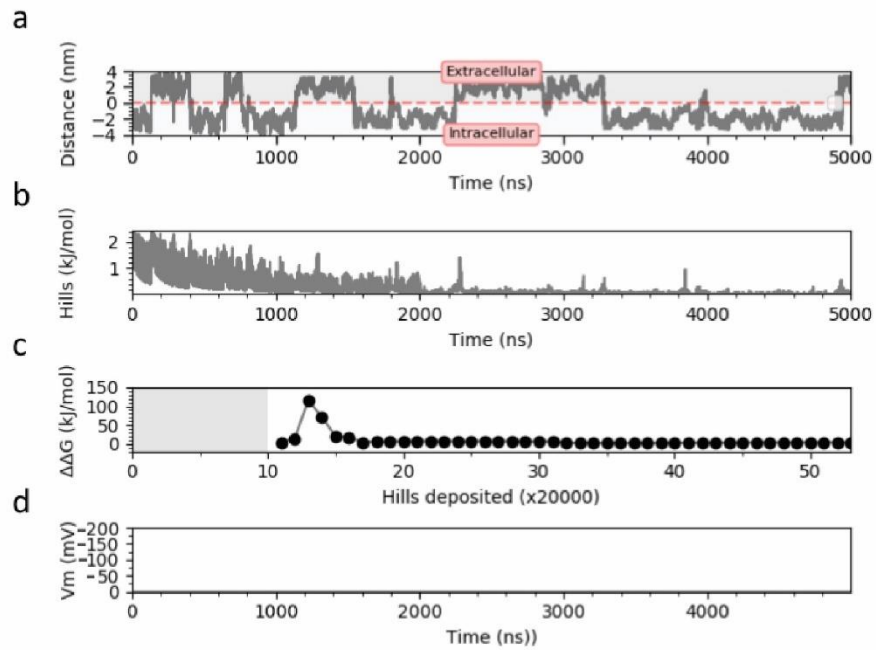 a
Distance (nm)
4
2
0
−2
−4
Extracellular
Intracellular
0 1000 2000 3000 4000 5000
Time (ns)
b
Hills (kJ/mol)
2
1
0 1000 2000 3000 4000 5000
Time (ns)
c
ΔΔG (kJ/mol)
150
100
50
0
0 10 20 30 40 50
Hills deposited (x20000)
d
Vm (mV)
−200
−150
−100
−50
0
0 1000 2000 3000 4000
Time (ns))